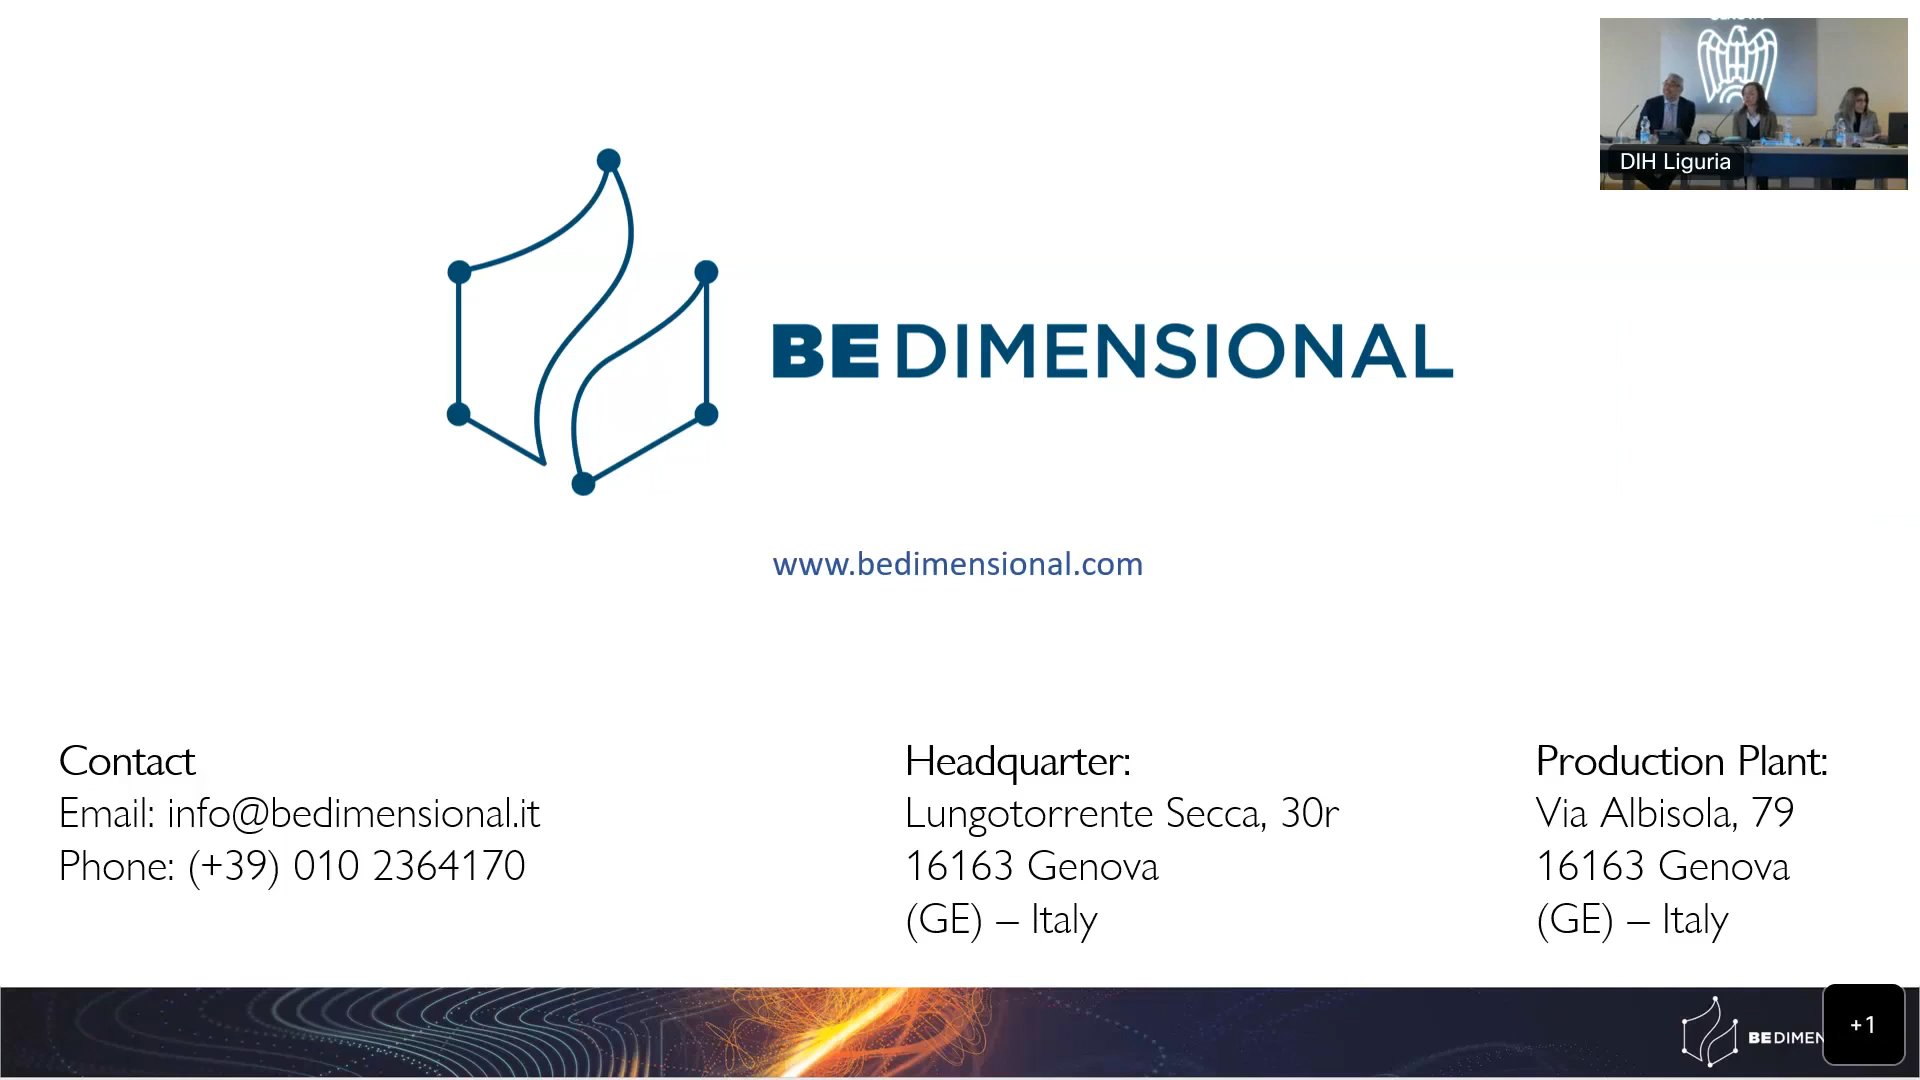 DIH Liguria
BEDIMENSIONAL
www.bedimensional.com
Contact
Email: info@bedimensional.it
Phone: (+39) 010 2364170
Headquarter:
Lungotorrente Secca, 30r
16163 Genova
(GE) – Italy
Production Plant:
Via Albisola, 79
16163 Genova
(GE) – Italy
BEDIMEN
+1